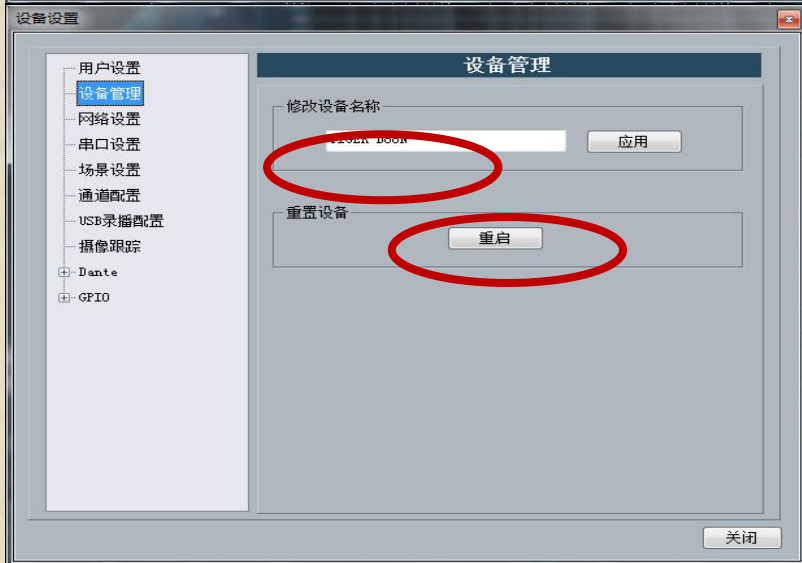 设备设置
用户设置
设备管理
网络设置
串口设置
场景设置
通道配置
USB录播配置
摄像跟踪
Dante
GPIO
设备管理
修改设备名称
应用
重置设备
重启
关闭